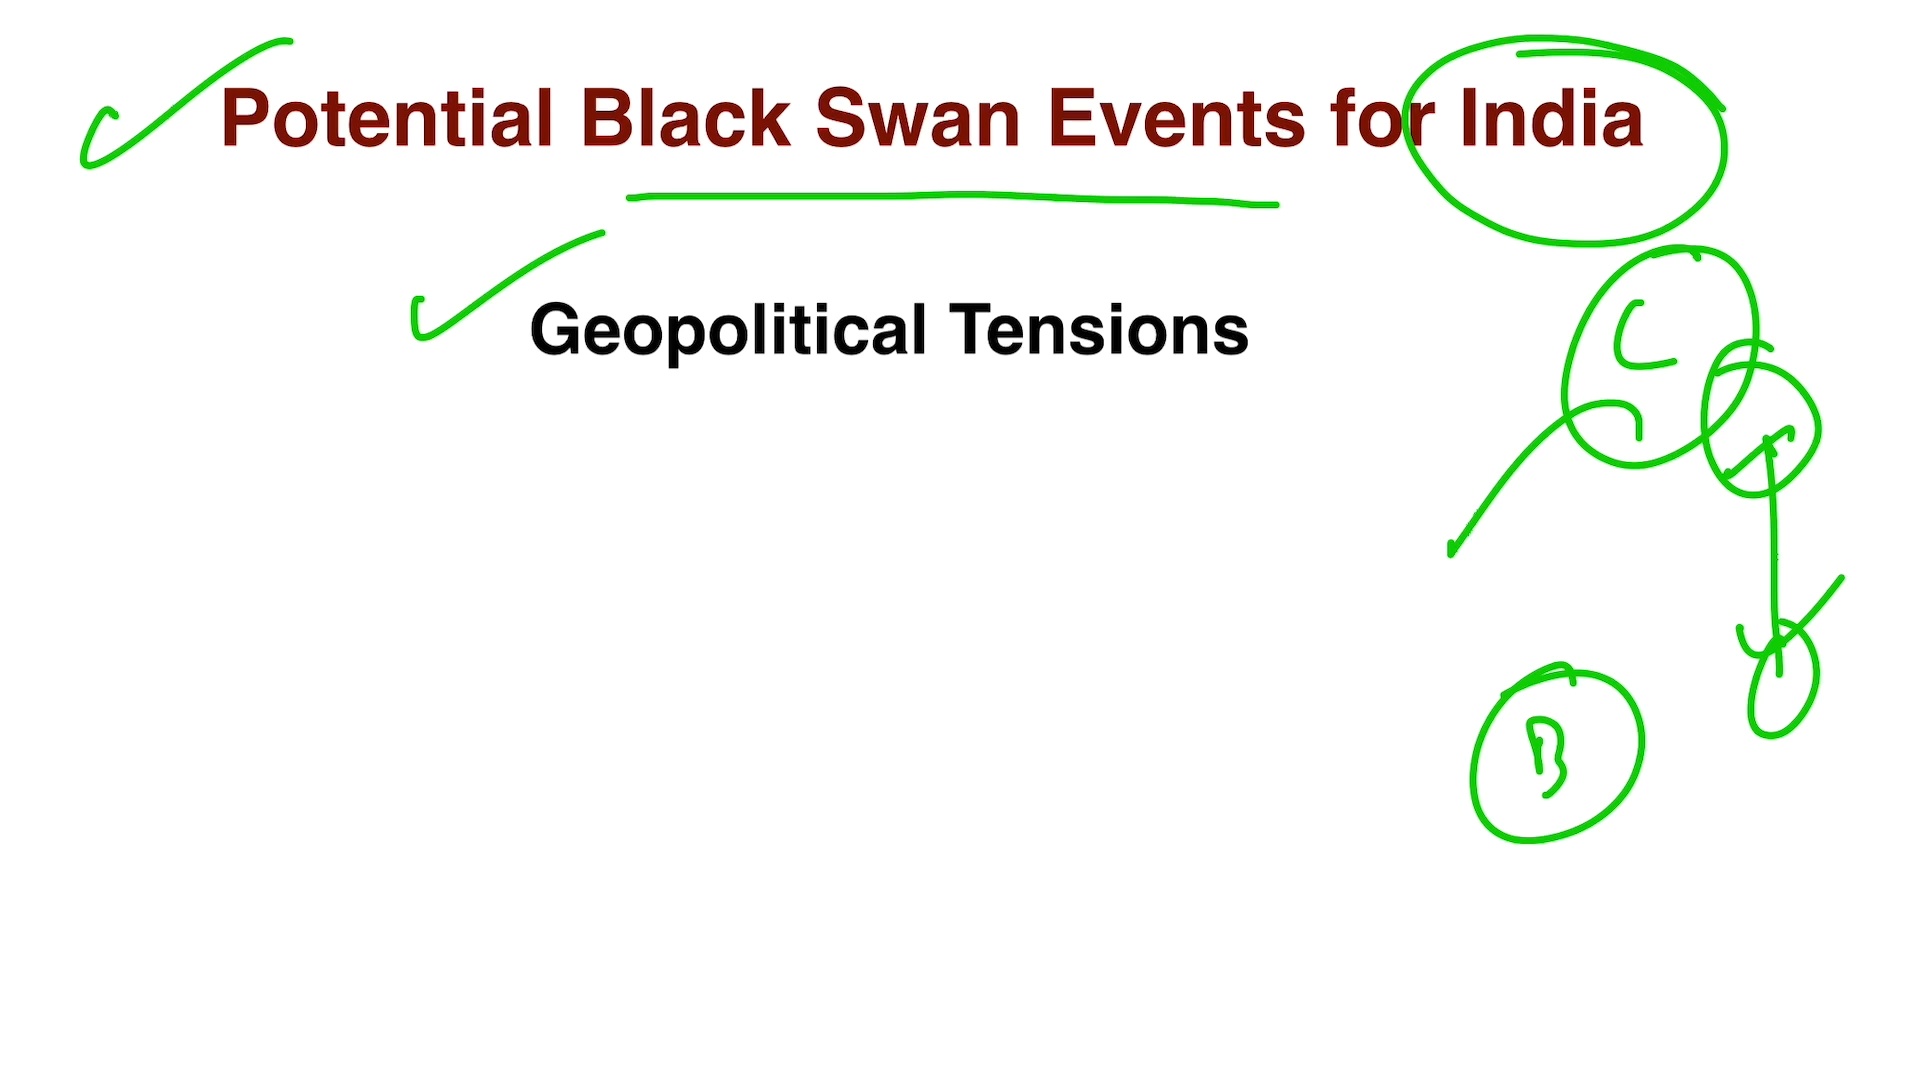 Potential Black Swan Events for India
Geopolitical Tensions
C
B